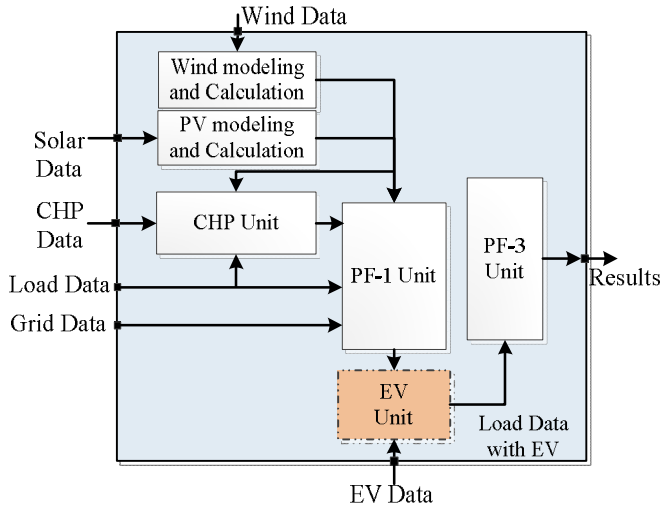 Wind Data
Wind modeling
and Calculation
PV modeling
and Calculation
Solar
Data
CHP
Data
CHP Unit
PF-3
Unit
PF-1 Unit
Load Data
Results
Grid Data
EV
Unit
Load Data
with EV
EV Data